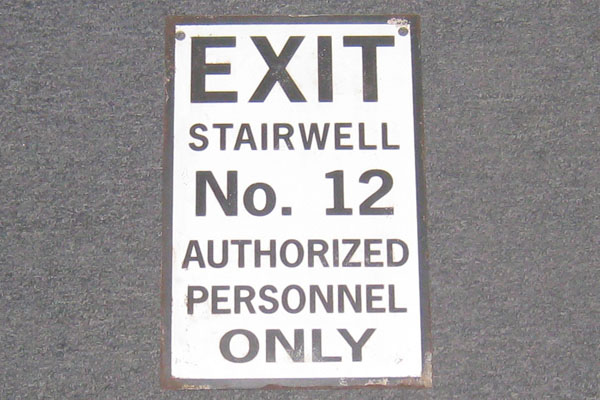 EXIT
STAIRWELL
No. 12
AUTHORIZED
PERSONNEL
ONLY